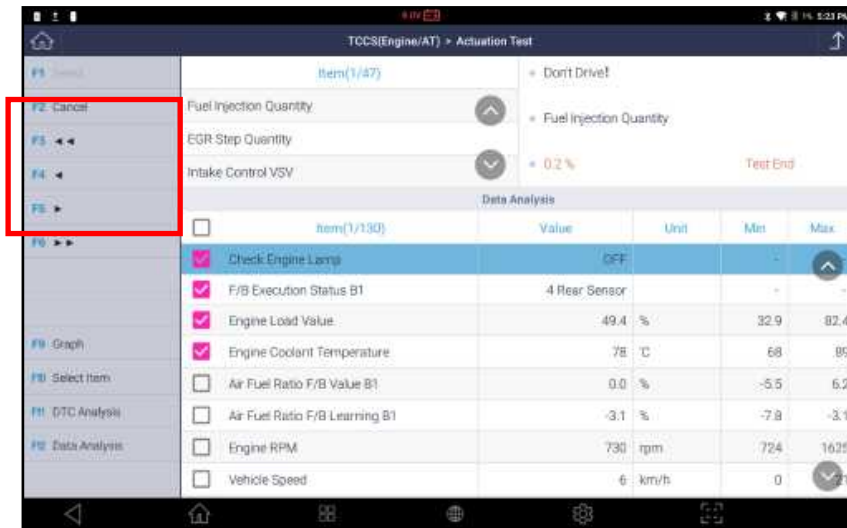 5:23 PM
TCCS(Engine/AT) > Actuation Test
F1
Item(1/47)
Don't Drive!
F2 Cancel
Fuel Injection Quantity
Fuel Injection Quantity
F3 ◄◄
EGR Step Quantity
F4 ◄
Intake Control VSV
0.2 %
Test End
F5 ►
Data Analysis
F6 ►►
Item(1/130) Value Unit Min Max
Check Engine Lamp OFF - -
F/B Execution Status B1 4 Rear Sensor - -
Engine Load Value 49.4 % 32.9 82.4
F9 Graph
Engine Coolant Temperature 78 °C 68 89
F10 Select Item
Air Fuel Ratio F/B Value B1 0.0 % -5.5 6.2
F11 DTC Analysis
Air Fuel Ratio F/B Learning B1 -3.1 % -7.8 -3.1
F12 Data Analysis
Engine RPM 730 rpm 724 1625
Vehicle Speed 6 km/h 0